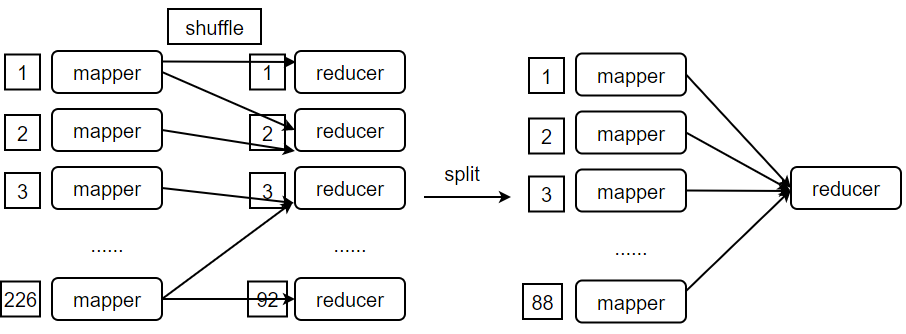 shuffle
1 mapper 1 reducer
2 mapper 2 reducer
3 mapper 3 reducer
...... ......
226 mapper 92 reducer
split
1 mapper
2 mapper
3 mapper
reducer
......
88 mapper